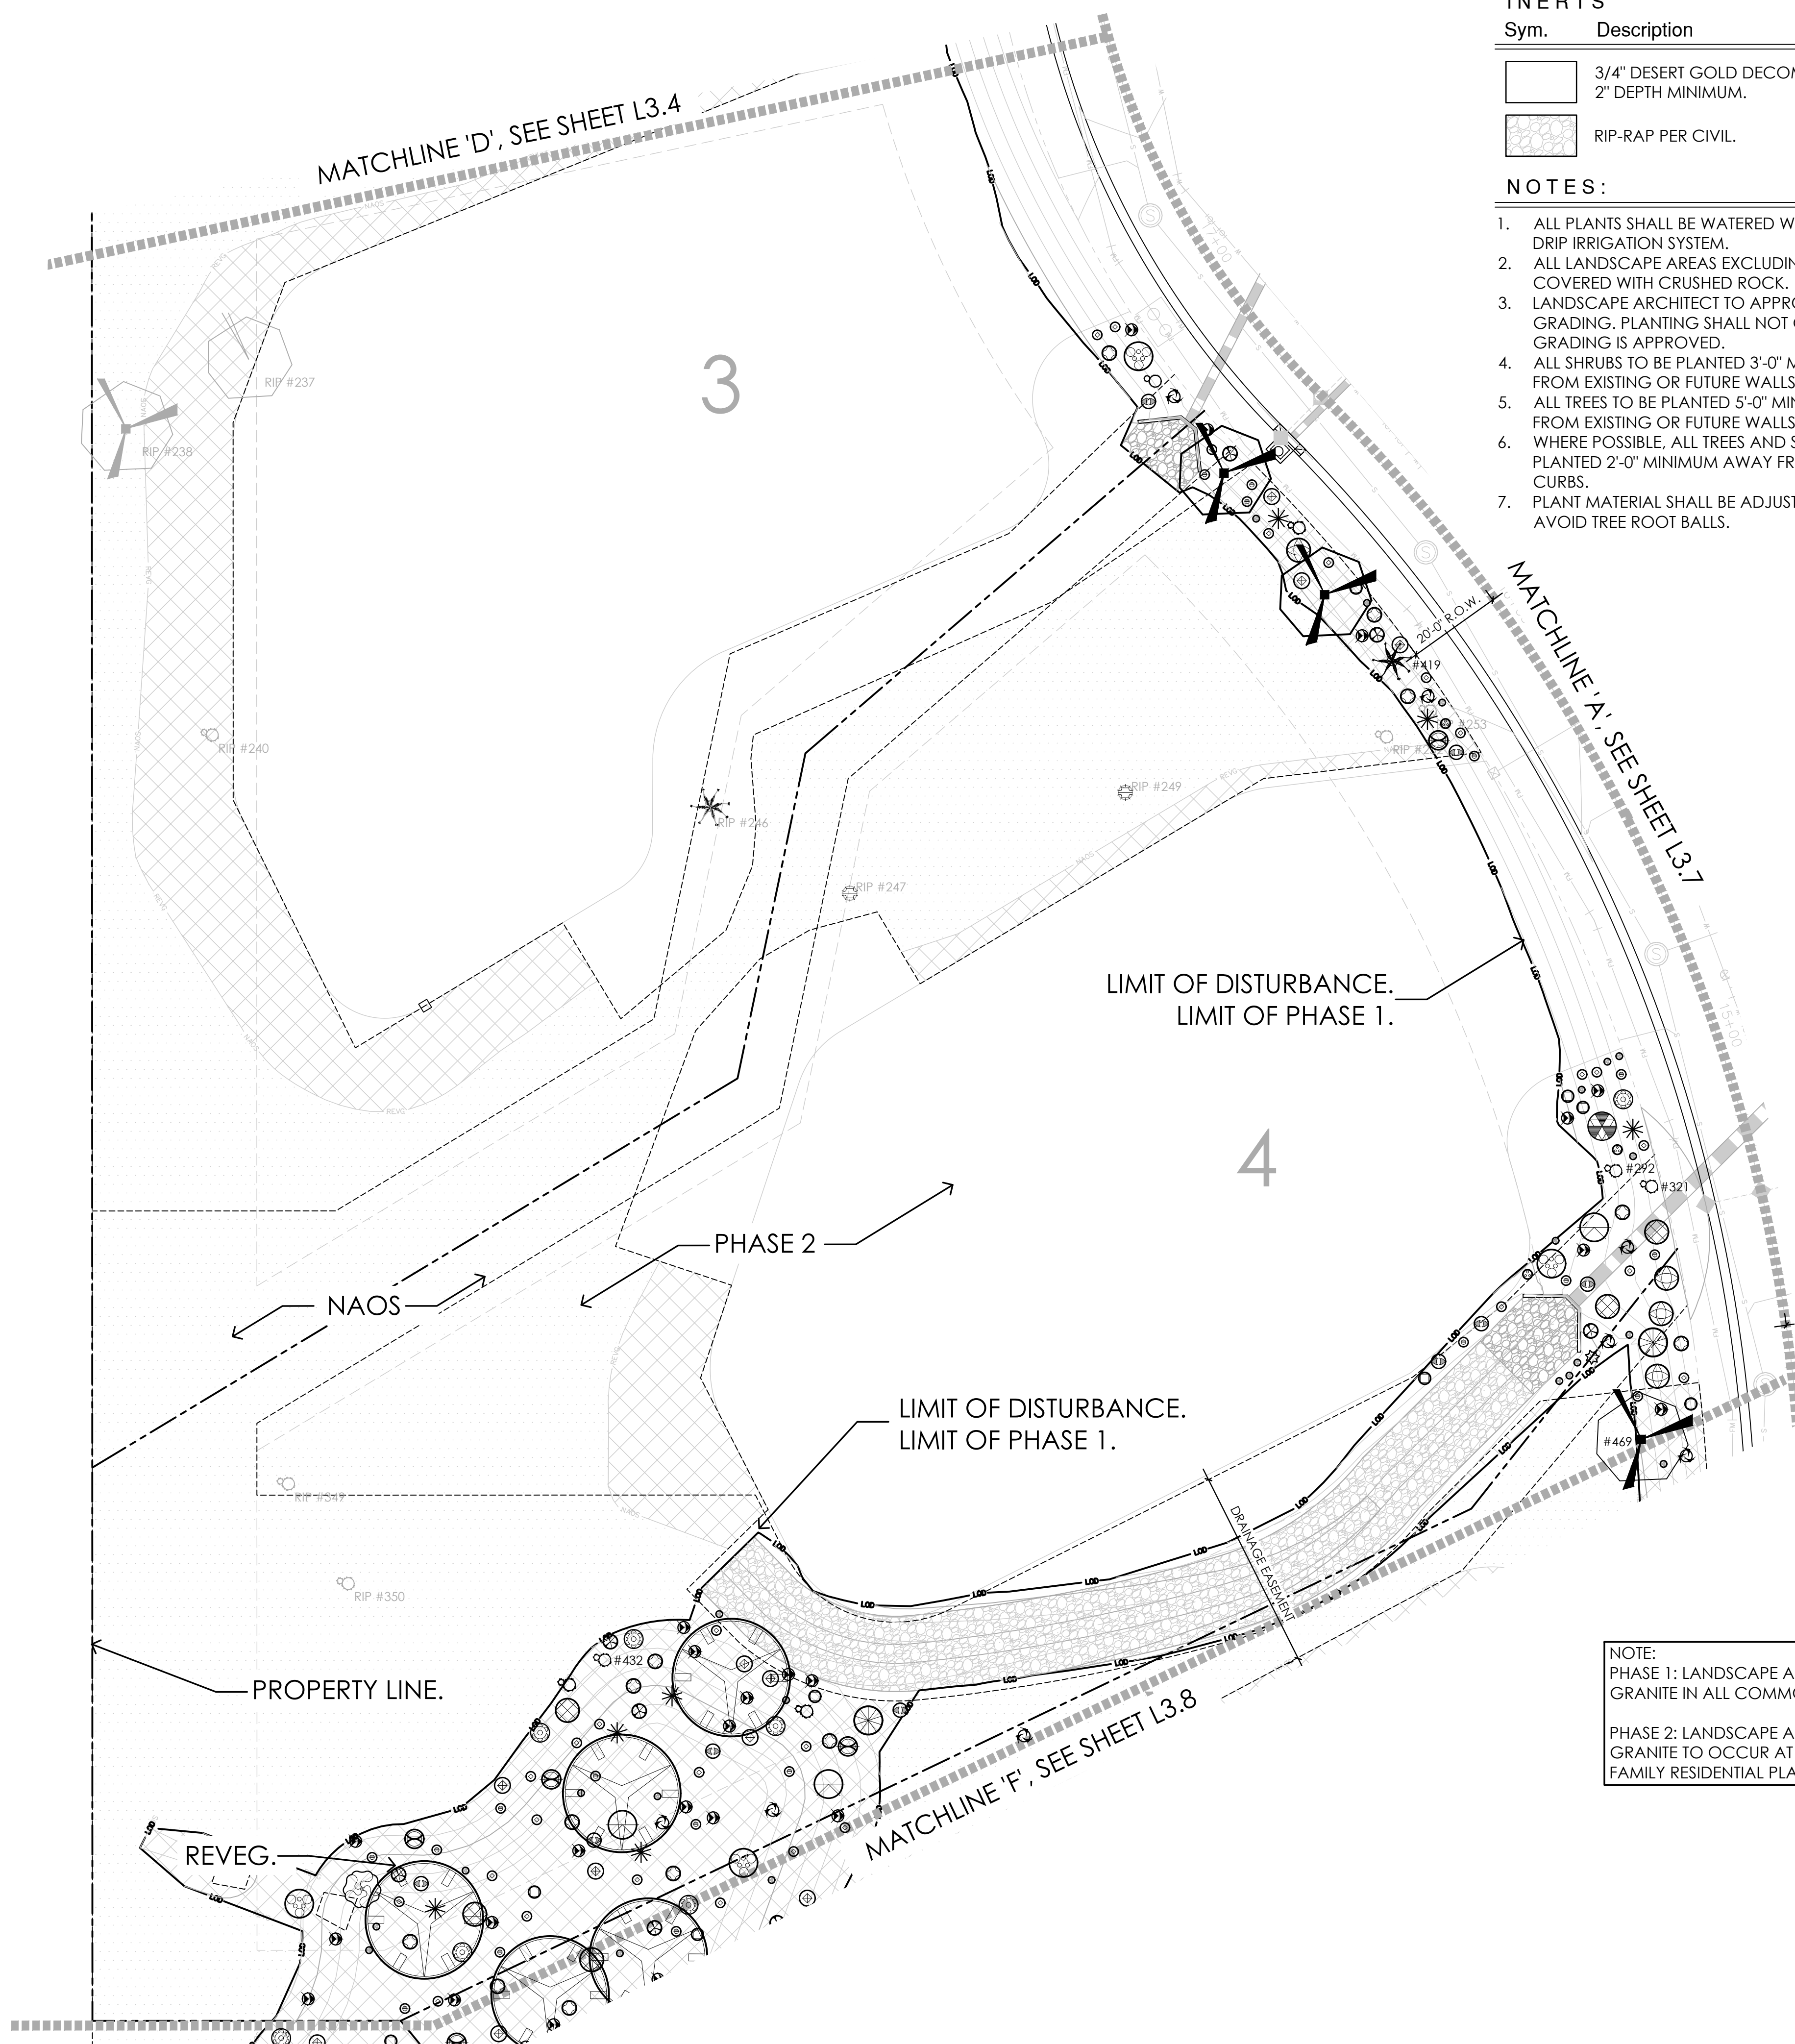 INERTS
Sym. Description
3/4" DESERT GOLD DECOM
2" DEPTH MINIMUM.
RIP-RAP PER CIVIL.
NOTES:
1. ALL PLANTS SHALL BE WATERED W
DRIP IRRIGATION SYSTEM.
2. ALL LANDSCAPE AREAS EXCLUDIN
COVERED WITH CRUSHED ROCK.
3. LANDSCAPE ARCHITECT TO APPRO
GRADING. PLANTING SHALL NOT
GRADING IS APPROVED.
4. ALL SHRUBS TO BE PLANTED 3'-0" M
FROM EXISTING OR FUTURE WALLS
5. ALL TREES TO BE PLANTED 5'-0" MIN
FROM EXISTING OR FUTURE WALLS
6. WHERE POSSIBLE, ALL TREES AND S
PLANTED 2'-0" MINIMUM AWAY FR
CURBS.
7. PLANT MATERIAL SHALL BE ADJUST
AVOID TREE ROOT BALLS.
MATCHLINE 'D', SEE SHEET L3.4
3
RIP #237
RIP #238
RIP #240
RIP #246
RIP #247
RIP #249
#253
#419
20'-0" R.O.W.
MATCHLINE 'A', SEE SHEET L3.7
15+00
LIMIT OF DISTURBANCE.
LIMIT OF PHASE 1.
4
#292
#321
PHASE 2
NAOS
LIMIT OF DISTURBANCE.
LIMIT OF PHASE 1.
#469
RIP #349
RIP #350
DRAINAGE EASEMENT
#432
PROPERTY LINE.
MATCHLINE 'F', SEE SHEET L3.8
REVEG.
NOTE:
PHASE 1: LANDSCAPE A
GRANITE IN ALL COMMO
PHASE 2: LANDSCAPE A
GRANITE TO OCCUR AT
FAMILY RESIDENTIAL PLA
LOD
REVG
NAOS